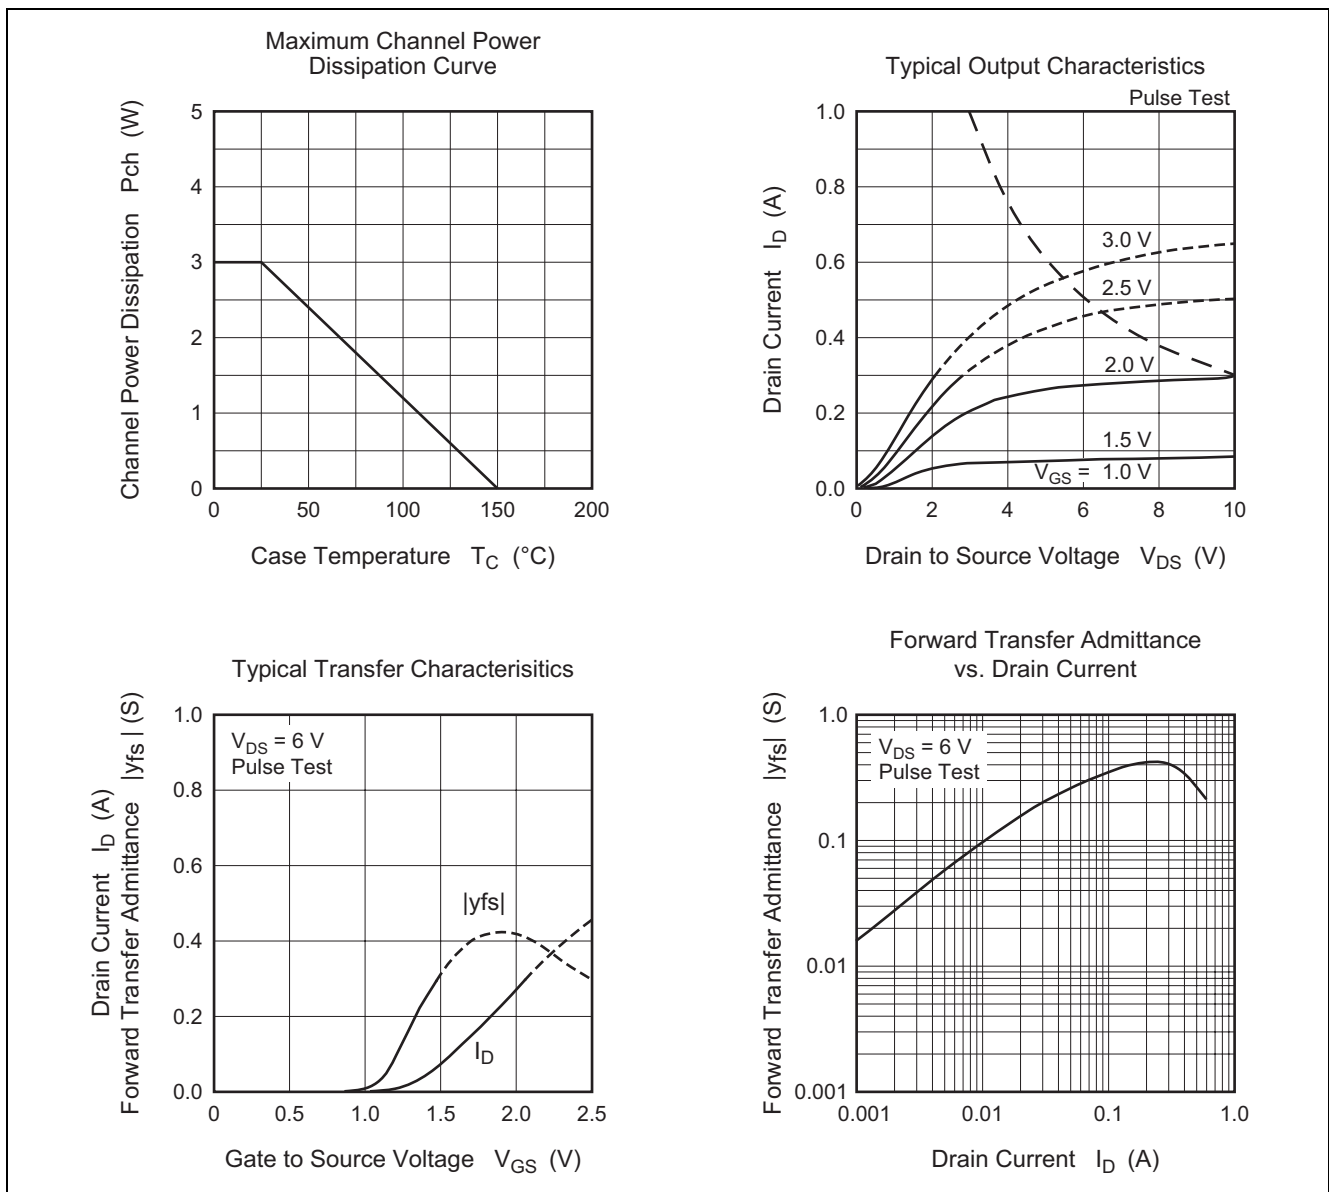 Maximum Channel Power
Dissipation Curve
Channel Power Dissipation Pch (W)
5
4
3
2
1
0
0 50 100 150 200
Case Temperature TC (°C)
Typical Output Characteristics
Pulse Test
Drain Current ID (A)
1.0
0.8
0.6
0.4
0.2
0.0
3.0 V
2.5 V
2.0 V
1.5 V
VGS = 1.0 V
0 2 4 6 8 10
Drain to Source Voltage VDS (V)
Typical Transfer Characterisitics
Drain Current ID (A)
Forward Transfer Admittance |yfs| (S)
1.0
0.8
0.6
0.4
0.2
0.0
VDS = 6 V
Pulse Test
|yfs|
ID
0 0.5 1.0 1.5 2.0 2.5
Gate to Source Voltage VGS (V)
Forward Transfer Admittance
vs. Drain Current
Forward Transfer Admittance |yfs| (S)
1.0
0.1
0.01
0.001
VDS = 6 V
Pulse Test
0.001 0.01 0.1 1.0
Drain Current ID (A)